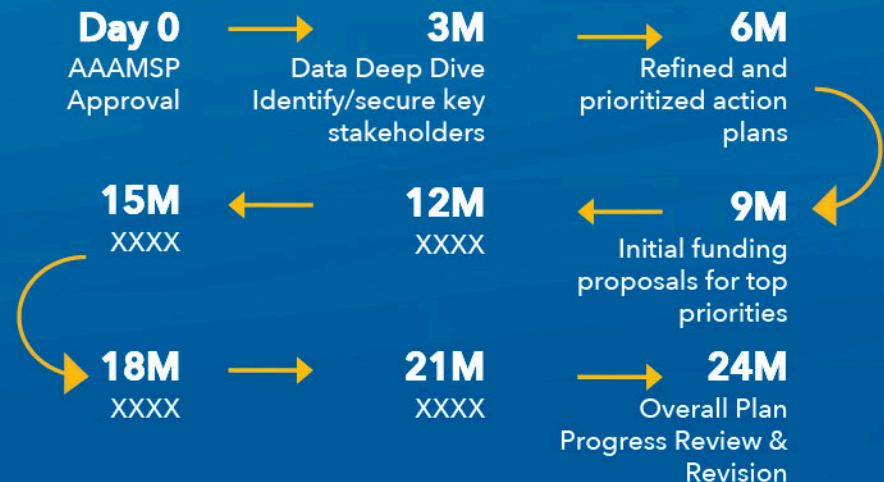 Day 0
AAAMSP
Approval
3M
Data Deep Dive
Identify/secure key
stakeholders
6M
Refined and
prioritized action
plans
9M
Initial funding
proposals for top
priorities
12M
XXXX
15M
XXXX
18M
XXXX
21M
XXXX
24M
Overall Plan
Progress Review &
Revision